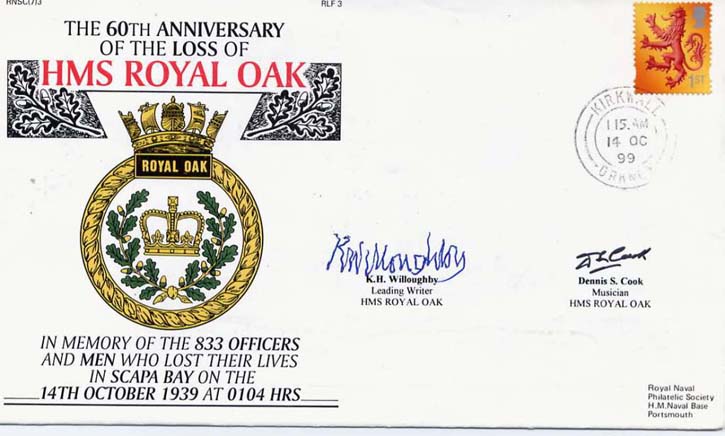 RNSC(7)3
RLF 3
THE 60TH ANNIVERSARY
OF THE LOSS OF
HMS ROYAL OAK
ROYAL OAK
IN MEMORY OF THE 833 OFFICERS
AND MEN WHO LOST THEIR LIVES
IN SCAPA BAY ON THE
14TH OCTOBER 1939 AT 0104 HRS
1ST
KIRKWALL
1 15. AM
14 OC
99
ORKNEY
K.H. Willoughby
K.H. Willoughby
Leading Writer
HMS ROYAL OAK
Cook
Dennis S. Cook
Musician
HMS ROYAL OAK
Royal Naval
Philatelic Society
H.M.Naval Base
Portsmouth